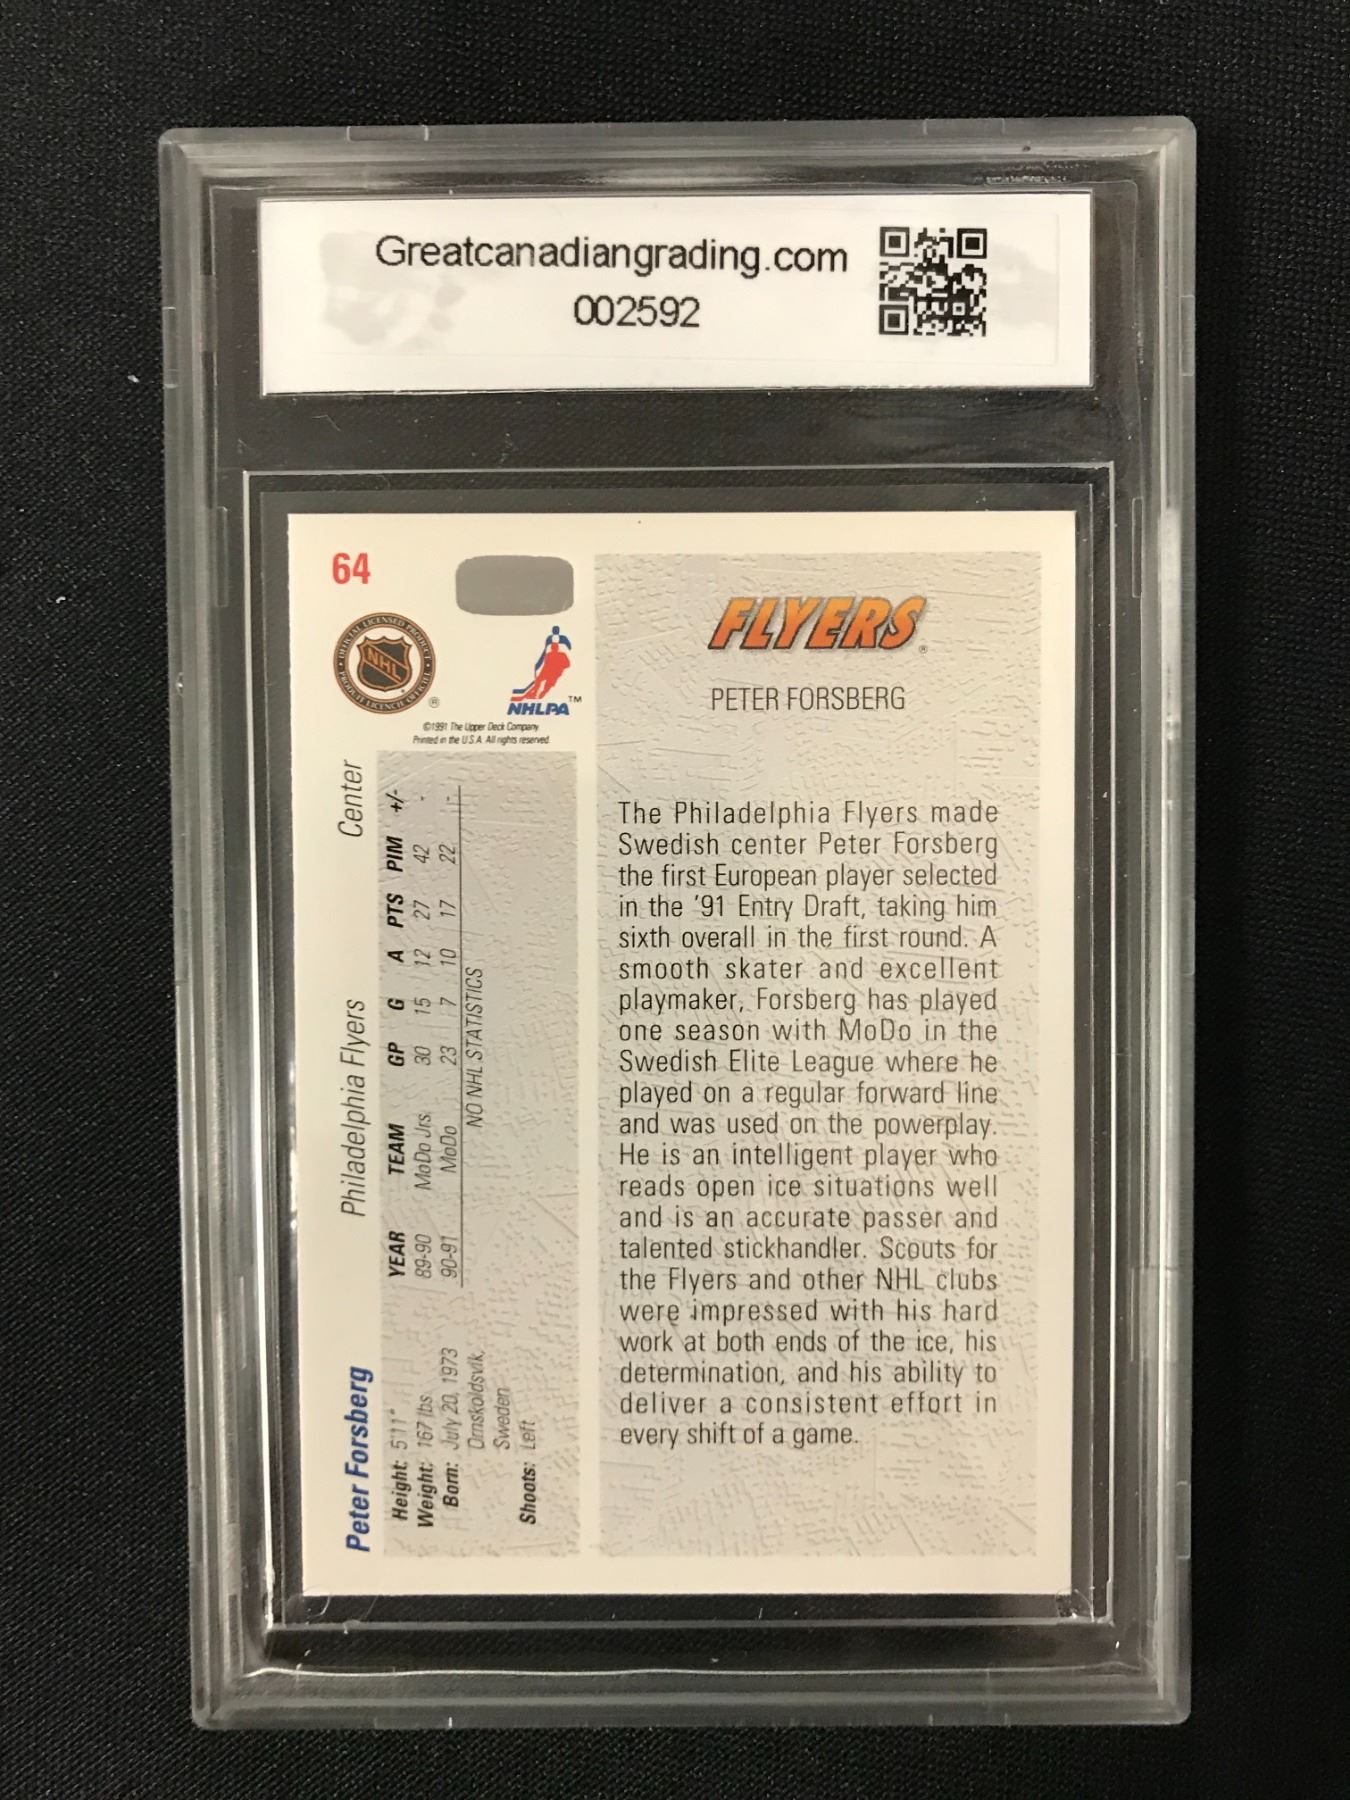 Greatcanadiangrading.com
002592
64
OFFICIAL LICENSED PRODUCT
NHL
PRODUIT LICENCIÉ OFFICIEL
®
NHLPA™
©1991 The Upper Deck Company.
Printed in the U.S.A. All rights reserved.
FLYERS®
PETER FORSBERG
The Philadelphia Flyers made
Swedish center Peter Forsberg
the first European player selected
in the '91 Entry Draft, taking him
sixth overall in the first round. A
smooth skater and excellent
playmaker, Forsberg has played
one season with MoDo in the
Swedish Elite League where he
played on a regular forward line
and was used on the powerplay.
He is an intelligent player who
reads open ice situations well
and is an accurate passer and
talented stickhandler. Scouts for
the Flyers and other NHL clubs
were impressed with his hard
work at both ends of the ice, his
determination, and his ability to
deliver a consistent effort in
every shift of a game.
Peter Forsberg Philadelphia Flyers Center
Height: 5'11"
Weight: 167 lbs
Born: July 20, 1973
Ornskoldsvik,
Sweden
Shoots: Left
YEAR TEAM GP G A PTS PIM +/-
89-90 MoDo Jrs. 30 15 12 27 42 -
90-91 MoDo 23 7 10 17 22 -
NO NHL STATISTICS